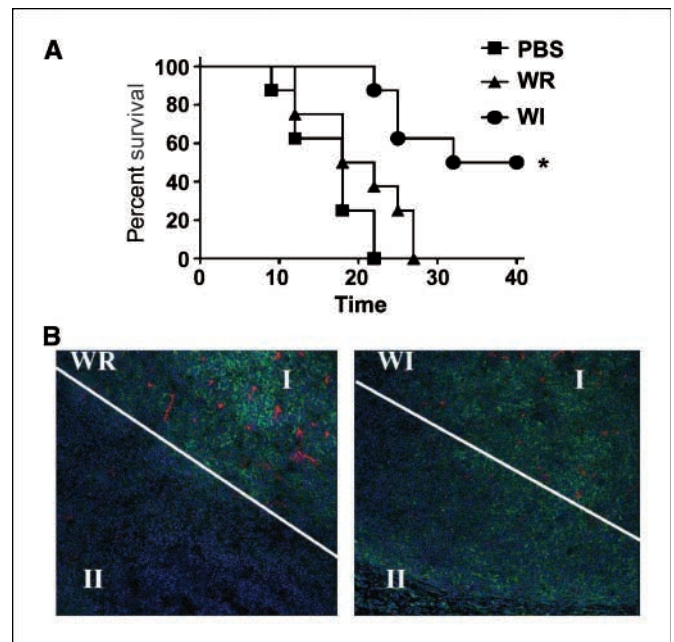 A
PBS
WR
WI
Percent survival
100
80
60
40
20
0
*
0 10 20 30 40
Time
B
WR
I
II
WI
I
II